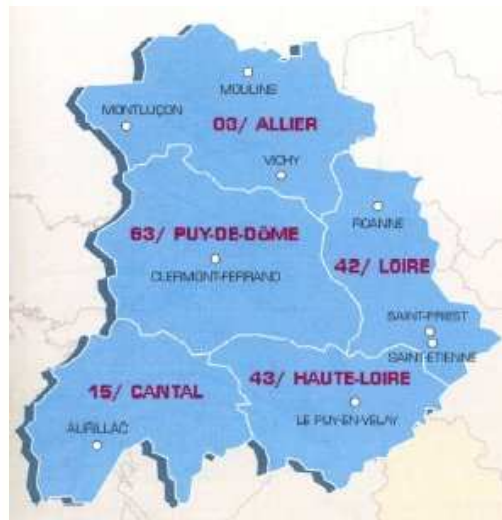 MOULINS
MONTLUÇON
03/ ALLIER
VICHY
ROANNE
63/ PUY-DE-DÔME
CLERMONT-FERRAND
42/ LOIRE
SAINT-PRIEST
SAINT-ETIENNE
43/ HAUTE-LOIRE
15/ CANTAL
LE PUY-EN-VELAY
AURILLAC